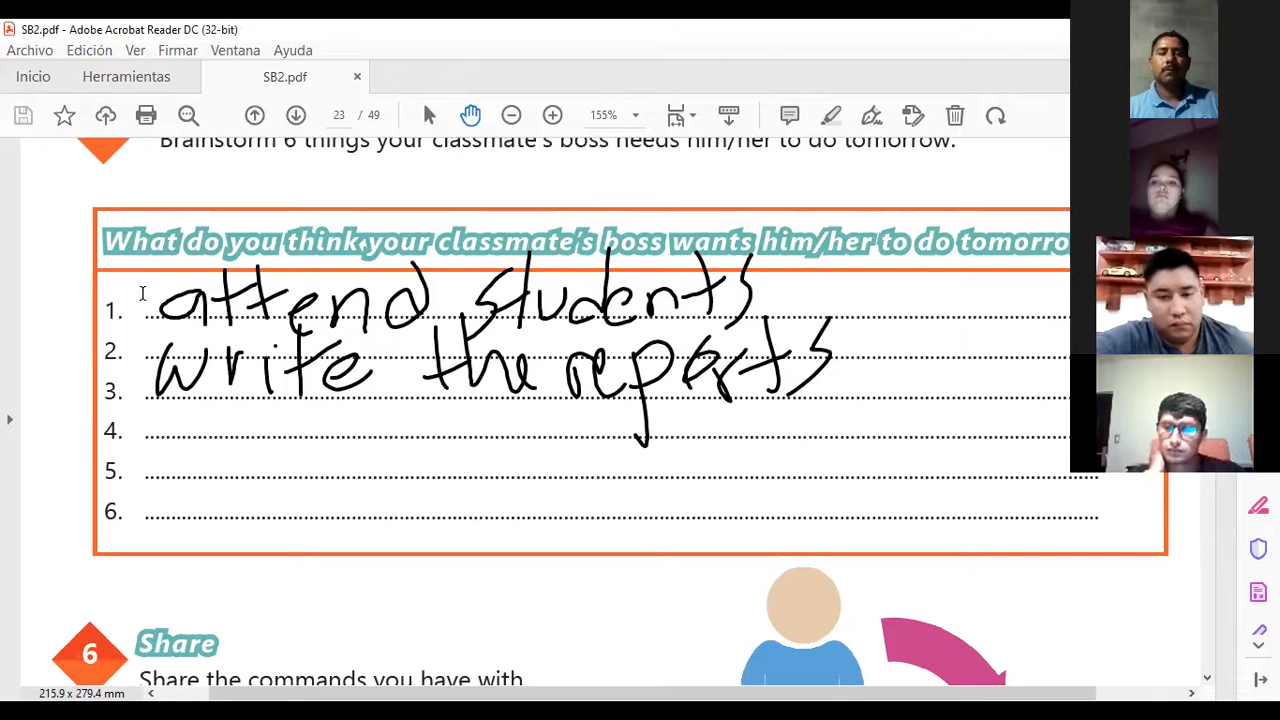 SB2.pdf - Adobe Acrobat Reader DC (32-bit)
Archivo Edición Ver Firmar Ventana Ayuda
Inicio Herramientas SB2.pdf ×
23 / 49 155%
Brainstorm 6 things your classmate's boss needs him/her to do tomorrow.
What do you think your classmate's boss wants him/her to do tomorro
1. attend students
2. write the reports
3.
4.
5.
6.
6 Share
Share the commands you have with
215.9 x 279.4 mm